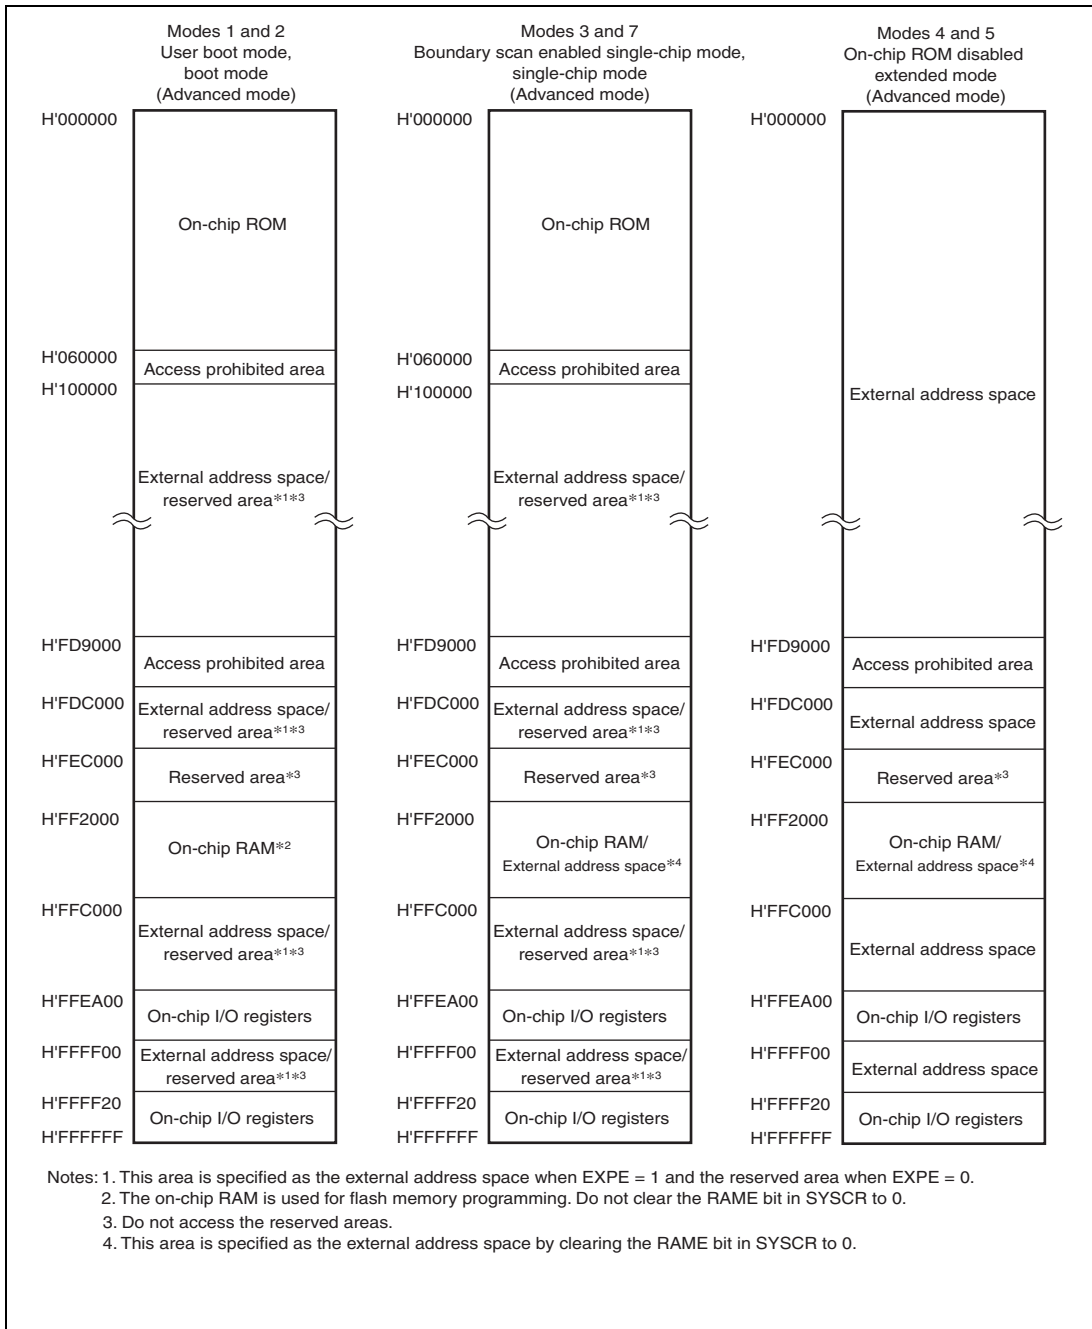 Modes 1 and 2
User boot mode,
boot mode
(Advanced mode)
H'000000
On-chip ROM
H'060000
Access prohibited area
H'100000
External address space/
reserved area*1*3
H'FD9000
Access prohibited area
H'FDC000
External address space/
reserved area*1*3
H'FEC000
Reserved area*3
H'FF2000
On-chip RAM*2
H'FFC000
External address space/
reserved area*1*3
H'FFEA00
On-chip I/O registers
H'FFFF00
External address space/
reserved area*1*3
H'FFFF20
On-chip I/O registers
H'FFFFFF
Modes 3 and 7
Boundary scan enabled single-chip mode,
single-chip mode
(Advanced mode)
H'000000
On-chip ROM
H'060000
Access prohibited area
H'100000
External address space/
reserved area*1*3
H'FD9000
Access prohibited area
H'FDC000
External address space/
reserved area*1*3
H'FEC000
Reserved area*3
H'FF2000
On-chip RAM/
External address space*4
H'FFC000
External address space/
reserved area*1*3
H'FFEA00
On-chip I/O registers
H'FFFF00
External address space/
reserved area*1*3
H'FFFF20
On-chip I/O registers
H'FFFFFF
Modes 4 and 5
On-chip ROM disabled
extended mode
(Advanced mode)
H'000000
External address space
H'FD9000
Access prohibited area
H'FDC000
External address space
H'FEC000
Reserved area*3
H'FF2000
On-chip RAM/
External address space*4
H'FFC000
External address space
H'FFEA00
On-chip I/O registers
H'FFFF00
External address space
H'FFFF20
On-chip I/O registers
H'FFFFFF
Notes: 1. This area is specified as the external address space when EXPE = 1 and the reserved area when EXPE = 0.
2. The on-chip RAM is used for flash memory programming. Do not clear the RAME bit in SYSCR to 0.
3. Do not access the reserved areas.
4. This area is specified as the external address space by clearing the RAME bit in SYSCR to 0.